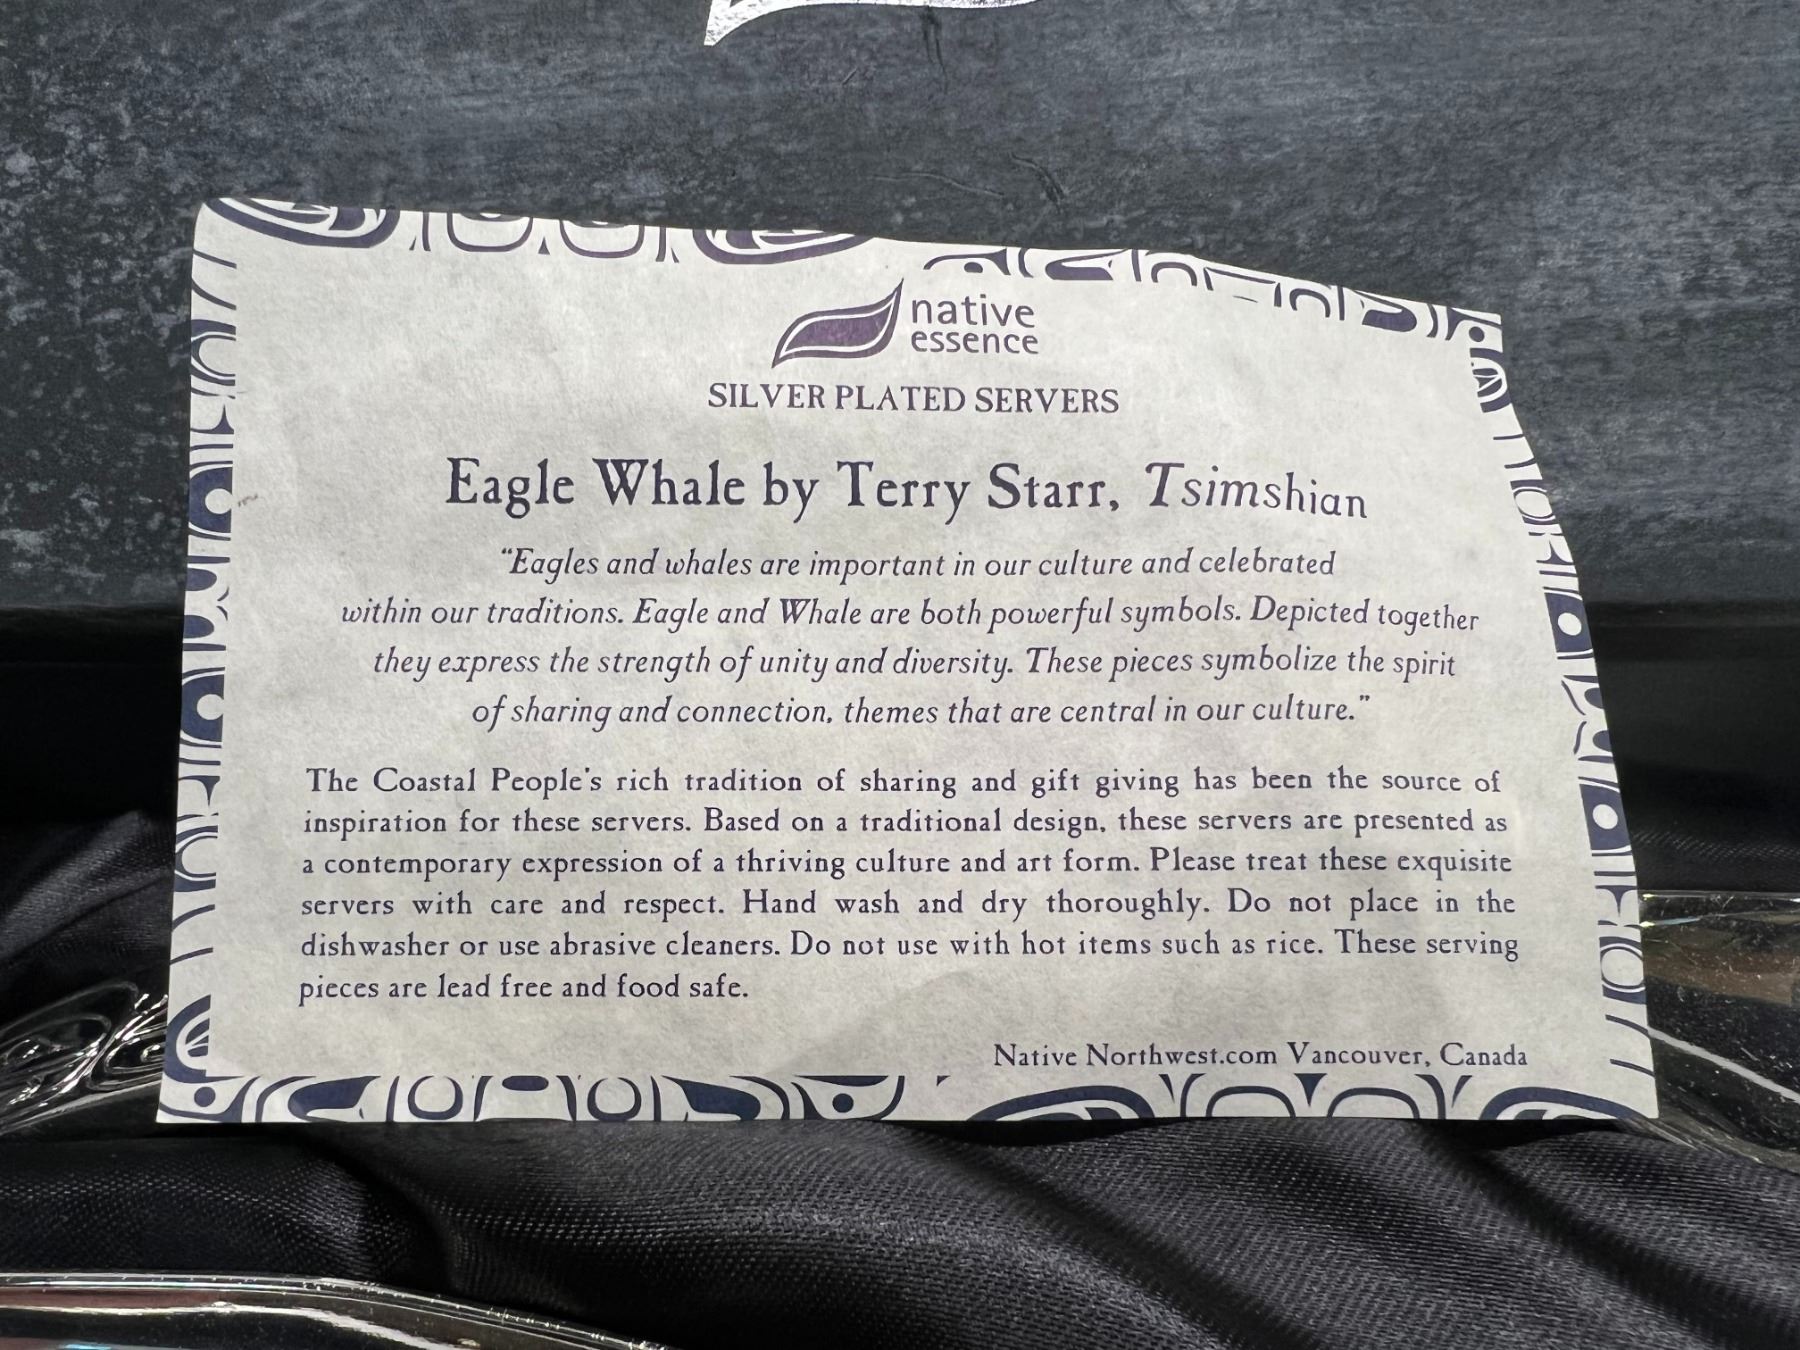 native
essence
SILVER PLATED SERVERS
Eagle Whale by Terry Starr, Tsimshian
“Eagles and whales are important in our culture and celebrated
within our traditions. Eagle and Whale are both powerful symbols. Depicted together
they express the strength of unity and diversity. These pieces symbolize the spirit
of sharing and connection, themes that are central in our culture.”
The Coastal People's rich tradition of sharing and gift giving has been the source of
inspiration for these servers. Based on a traditional design, these servers are presented as
a contemporary expression of a thriving culture and art form. Please treat these exquisite
servers with care and respect. Hand wash and dry thoroughly. Do not place in the
dishwasher or use abrasive cleaners. Do not use with hot items such as rice. These serving
pieces are lead free and food safe.
Native Northwest.com Vancouver, Canada